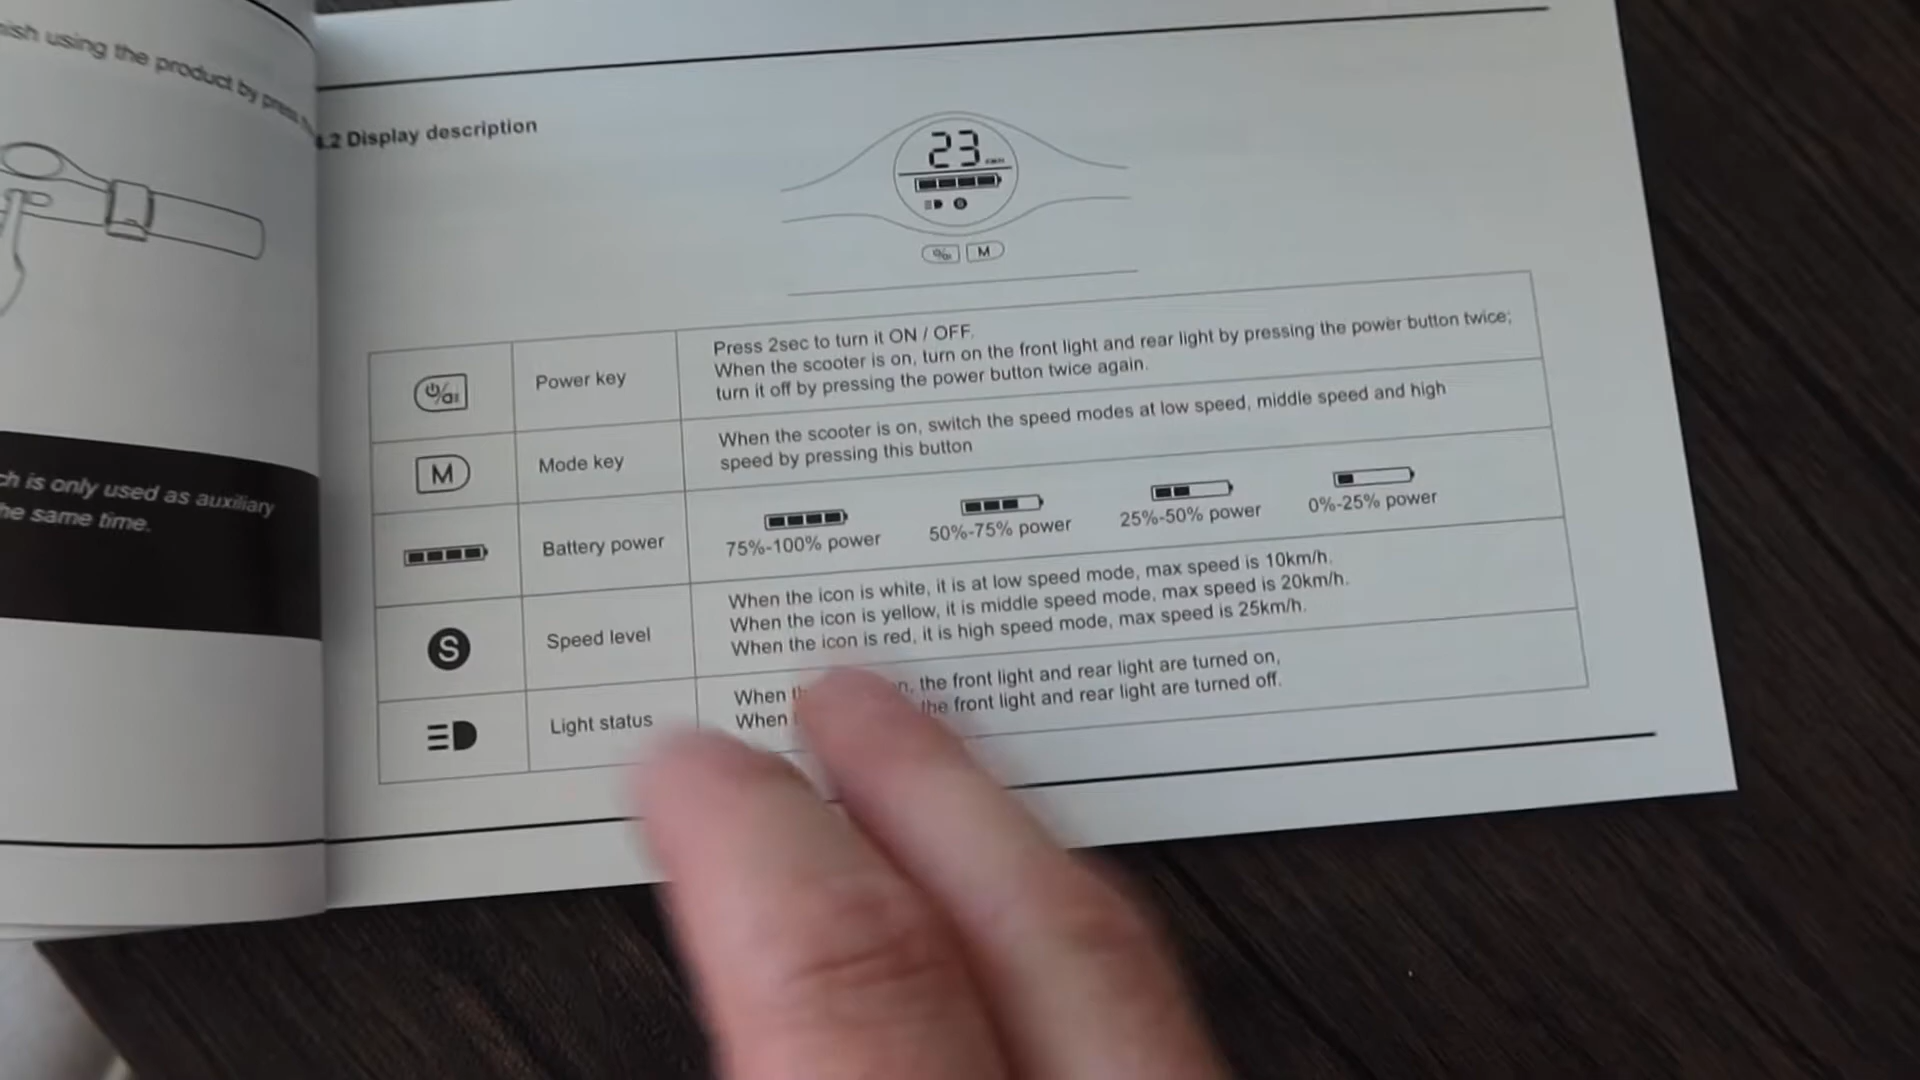 ish using the product by press
ch is only used as auxiliary
he same time.
.2 Display description
23
km/h
M
Power key
Press 2sec to turn it ON / OFF.
When the scooter is on, turn on the front light and rear light by pressing the power button twice;
turn it off by pressing the power button twice again.
M
Mode key
When the scooter is on, switch the speed modes at low speed, middle speed and high
speed by pressing this button
Battery power
75%-100% power
50%-75% power
25%-50% power
0%-25% power
S
Speed level
When the icon is white, it is at low speed mode, max speed is 10km/h.
When the icon is yellow, it is middle speed mode, max speed is 20km/h.
When the icon is red, it is high speed mode, max speed is 25km/h.
Light status
When the front light and rear light are turned on,
When the front light and rear light are turned off.